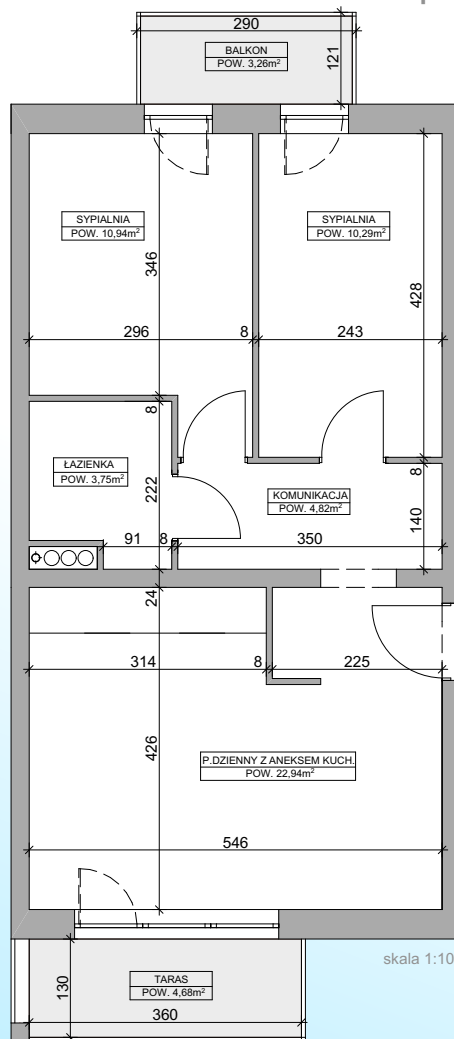 290
BALKON
POW. 3,26m²
121
SYPIALNIA
POW. 10,94m²
SYPIALNIA
POW. 10,29m²
346
428
296
8
243
8
8
ŁAZIENKA
POW. 3,75m²
222
KOMUNIKACJA
POW. 4,82m²
140
91
8
350
24
314
8
225
426
P.DZIENNY Z ANEKSEM KUCH.
POW. 22,94m²
546
skala 1:10
130
TARAS
POW. 4,68m²
360